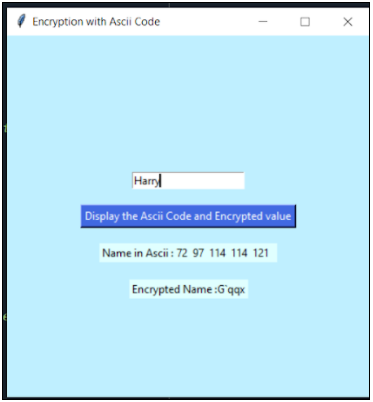 Encryption with Ascii Code
Harry
Display the Ascii Code and Encrypted value
Name in Ascii : 72 97 114 114 121
Encrypted Name :G`qqx